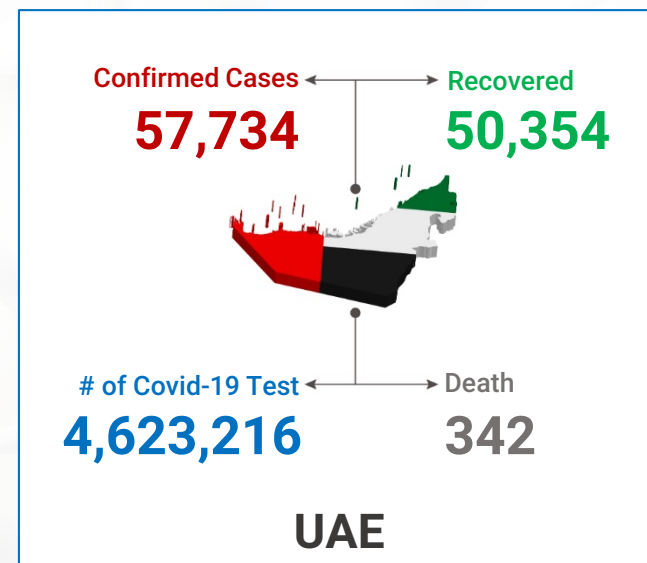 Confirmed Cases
57,734
Recovered
50,354
# of Covid-19 Test
4,623,216
Death
342
UAE